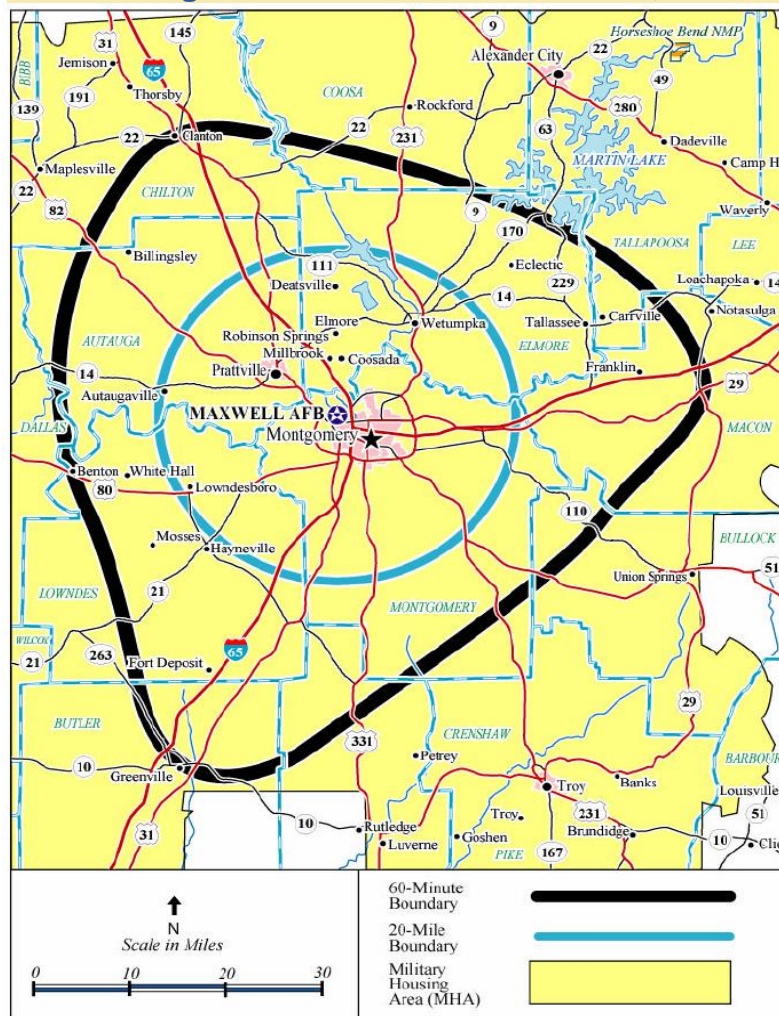 31
145
9
22
Horseshoe Bend NMP
Alexander City
BIBB
Jemison
65
COOSA
49
139
191
Thorsby
Rockford
280
22
231
63
22
Clanton
Dadeville
Maplesville
MARTIN LAKE
Camp H
22
82
CHILTON
9
170
Waverly
TALLAPOOSA
LEE
Billingsley
111
Eclectic
Deatsville
229
Loachapoka
14
14
Elmore
Wetumpka
Carrville
Notasulga
Robinson Springs
Tallassee
AUTAUGA
Millbrook
Coosada
ELMORE
14
Prattville
Franklin
29
Autaugaville
MAXWELL AFB
DALLAS
Montgomery
MACON
Benton
White Hall
80
Lowndesboro
110
Mosses
Hayneville
BULLOCK
51
Union Springs
LOWNDES
21
MONTGOMERY
WILCOX
65
21
263
Fort Deposit
29
BUTLER
CRENSHAW
331
BARBOUR
Petrey
10
Greenville
Troy
Banks
Louisville
10
Troy
231
51
31
Rutledge
Goshen
Brundidge
10
Clio
Luverne
PIKE
167
N
Scale in Miles
0 10 20 30
60-Minute
Boundary
20-Mile
Boundary
Military
Housing
Area (MHA)